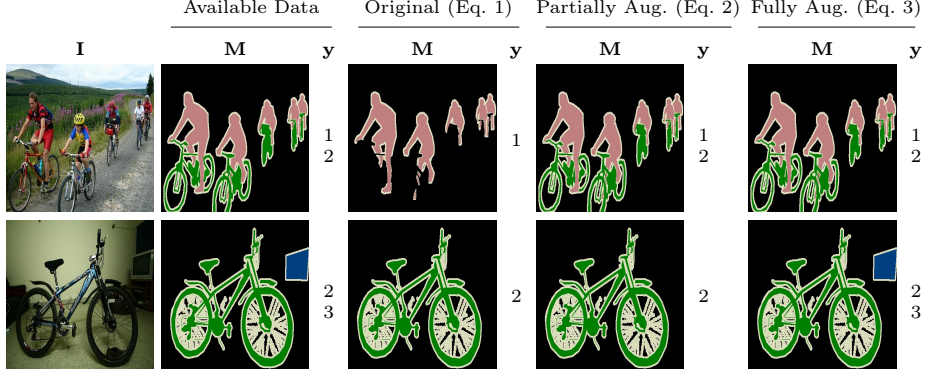 Available Data Original (Eq. 1) Partially Aug. (Eq. 2) Fully Aug. (Eq. 3)
I M y M y M y M y
1 1 1 1
2 2 2
2 2 2 2
3 3